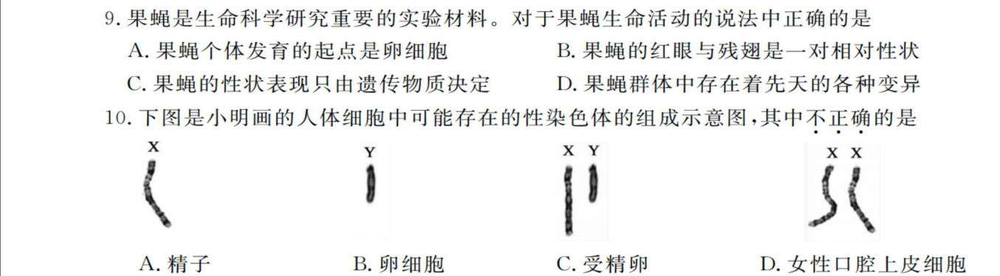 9. 果蝇是生命科学研究重要的实验材料。对于果蝇生命活动的说法中正确的是
A. 果蝇个体发育的起点是卵细胞 B. 果蝇的红眼与残翅是一对相对性状
C. 果蝇的性状表现只由遗传物质决定 D. 果蝇群体中存在着先天的各种变异
10. 下图是小明画的人体细胞中可能存在的性染色体的组成示意图,其中不正确的是
X Y X Y X X
A. 精子 B. 卵细胞 C. 受精卵 D. 女性口腔上皮细胞